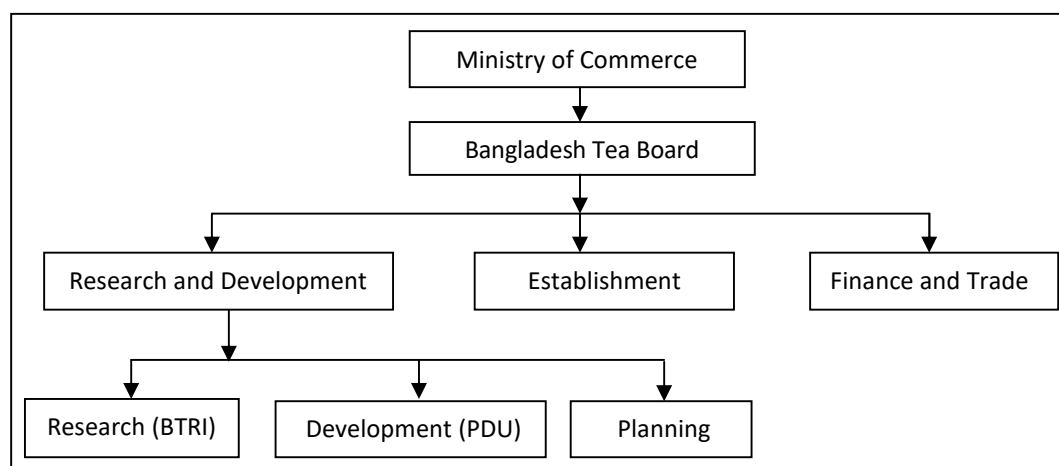 Ministry of Commerce
Bangladesh Tea Board
Research and Development
Establishment
Finance and Trade
Research (BTRI)
Development (PDU)
Planning